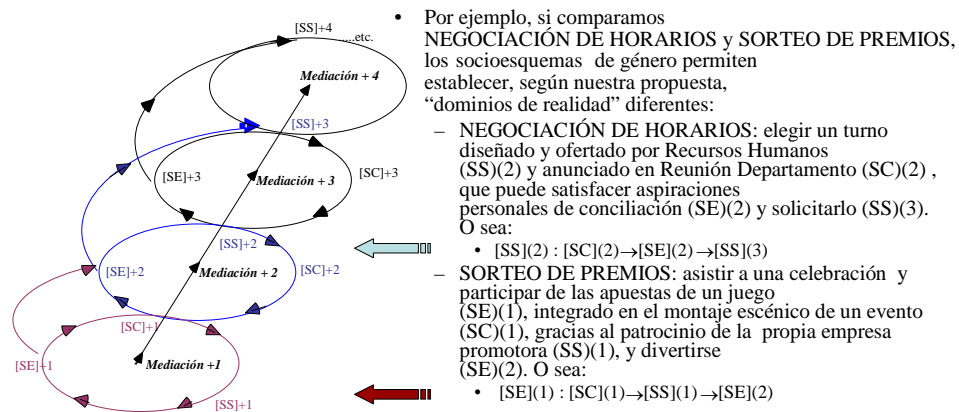 [SS]+4
....etc.
Mediación + 4
[SS]+3
[SE]+3
Mediación + 3
[SC]+3
[SS]+2
[SE]+2
Mediación + 2
[SC]+2
[SC]+1
[SE]+1
Mediación +1
[SS]+1
• Por ejemplo, si comparamos
NEGOCIACIÓN DE HORARIOS y SORTEO DE PREMIOS,
los socioesquemas de género permiten
establecer, según nuestra propuesta,
“dominios de realidad” diferentes:
– NEGOCIACIÓN DE HORARIOS: elegir un turno
diseñado y ofertado por Recursos Humanos
(SS)(2) y anunciado en Reunión Departamento (SC)(2) ,
que puede satisfacer aspiraciones
personales de conciliación (SE)(2) y solicitarlo (SS)(3).
O sea:
• [SS](2) : [SC](2)→[SE](2)→[SS](3)
– SORTEO DE PREMIOS: asistir a una celebración y
participar de las apuestas de un juego
(SE)(1), integrado en el montaje escénico de un evento
(SC)(1), gracias al patrocinio de la propia empresa
promotora (SS)(1), y divertirse
(SE)(2). O sea:
• [SE](1) : [SC](1)→[SS](1)→[SE](2)